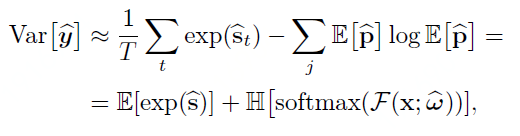 Var[ŷ] ≈ 1/T ∑_t exp(ŝ_t) − ∑_j 𝔼[p̂] log 𝔼[p̂] =
= 𝔼[exp(ŝ)] + ℍ[softmax(ℱ(x; ω̂))],